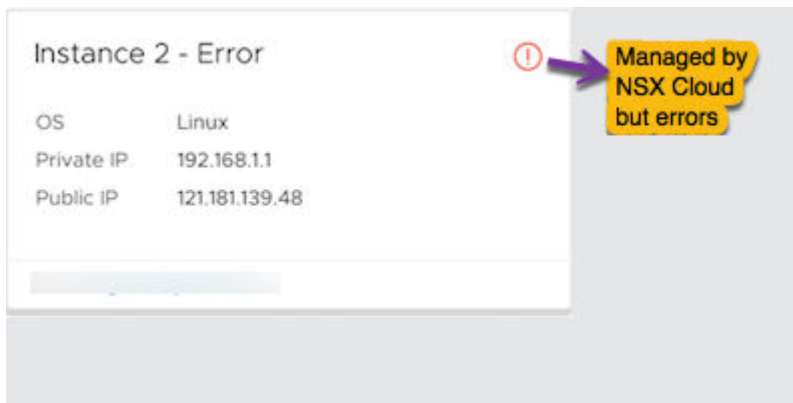 Instance 2 - Error
Managed by
NSX Cloud
but errors
OS Linux
Private IP 192.168.1.1
Public IP 121.181.139.48